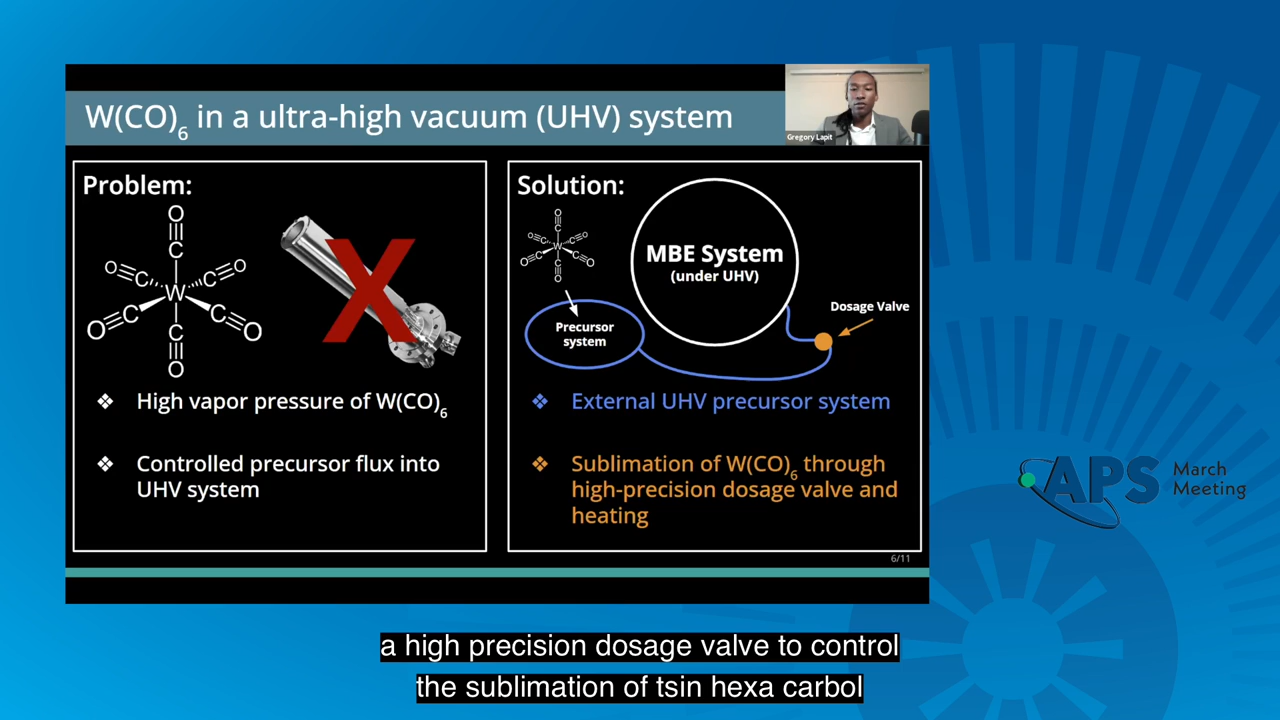 W(CO)6 in a ultra-high vacuum (UHV) system
Gregory Lapit
Problem:
O
C
O C C O
W
O C C O
C
O
❖ High vapor pressure of W(CO)6
❖ Controlled precursor flux into
UHV system
Solution:
O
C
O C C O
W
O C C O
C
O
MBE System
(under UHV)
Precursor
system
Dosage Valve
❖ External UHV precursor system
❖ Sublimation of W(CO)6 through
high-precision dosage valve and
heating
6/11
APS March
Meeting
a high precision dosage valve to control
the sublimation of tsin hexa carbol